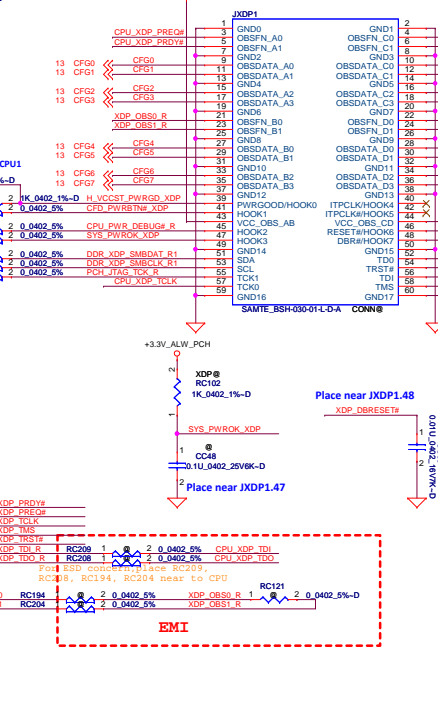 JXDP1
1 GND0 GND1 2
CPU_XDP_PREQ# 3 OBSFN_A0 OBSFN_C0 4
CPU_XDP_PRDY# 5 OBSFN_A1 OBSFN_C1 6
7 GND2 GND3 8
13 CFG0 CFG0 9 OBSDATA_A0 OBSDATA_C0 10
13 CFG1 CFG1 11 OBSDATA_A1 OBSDATA_C1 12
13 GND4 GND5 14
13 CFG2 CFG2 15 OBSDATA_A2 OBSDATA_C2 16
13 CFG3 CFG3 17 OBSDATA_A3 OBSDATA_C3 18
19 GND6 GND7 20
XDP_OBS0_R 21 OBSFN_B0 OBSFN_D0 22
XDP_OBS1_R 23 OBSFN_B1 OBSFN_D1 24
25 GND8 GND9 26
13 CFG4 CFG4 27 OBSDATA_B0 OBSDATA_D0 28
13 CFG5 CFG5 29 OBSDATA_B1 OBSDATA_D1 30
31 GND10 GND11 32
13 CFG6 CFG6 33 OBSDATA_B2 OBSDATA_D2 34
13 CFG7 CFG7 35 OBSDATA_B3 OBSDATA_D3 36
37 GND12 GND13 38
CPU1
%~D
2 1K_0402_1%~D H_VCCST_PWRGD_XDP 39 PWRGOOD/HOOK0 ITPCLK/HOOK4 40
2 0_0402_5% CFD_PWRBTN#_XDP 41 HOOK1 ITPCLK#/HOOK5 42
43 VCC_OBS_AB VCC_OBS_CD 44
2 0_0402_5% CPU_PWR_DEBUG#_R 45 HOOK2 RESET#/HOOK6 46
2 0_0402_5% SYS_PWROK_XDP 47 HOOK3 DBR#/HOOK7 48
49 GND14 GND15 50
2 0_0402_5% DDR_XDP_SMBDAT_R1 51 SDA TD0 52
2 0_0402_5% DDR_XDP_SMBCLK_R1 53 SCL TRST# 54
2 0_0402_5% PCH_JTAG_TCK_R 55 TCK1 TDI 56
CPU_XDP_TCLK 57 TCK0 TMS 58
59 GND16 GND17 60
SAMTE_BSH-030-01-L-D-A CONN@
+3.3V_ALW_PCH
2
XDP@
RC102
1K_0402_1%~D
1
SYS_PWROK_XDP
1
@
CC48
0.1U_0402_25V6K~D
2
Place near JXDP1.47
Place near JXDP1.48
XDP_DBRESET#
1
2
0.01U_0402_16V7K~D
XDP_PRDY#
XDP_PREQ#
XDP_TCLK
XDP_TMS
XDP_TRST#
XDP_TDI_R RC209 1 @ 2 0_0402_5% CPU_XDP_TDI
XDP_TDO_R RC208 1 @ 2 0_0402_5% CPU_XDP_TDO
For ESD concern,place RC209,
RC208, RC194, RC204 near to CPU
RC194 @ 2 0_0402_5% XDP_OBS0_R 1 RC121 @ 2 0_0402_5%~D
RC204 @ 2 0_0402_5% XDP_OBS1_R
EMI